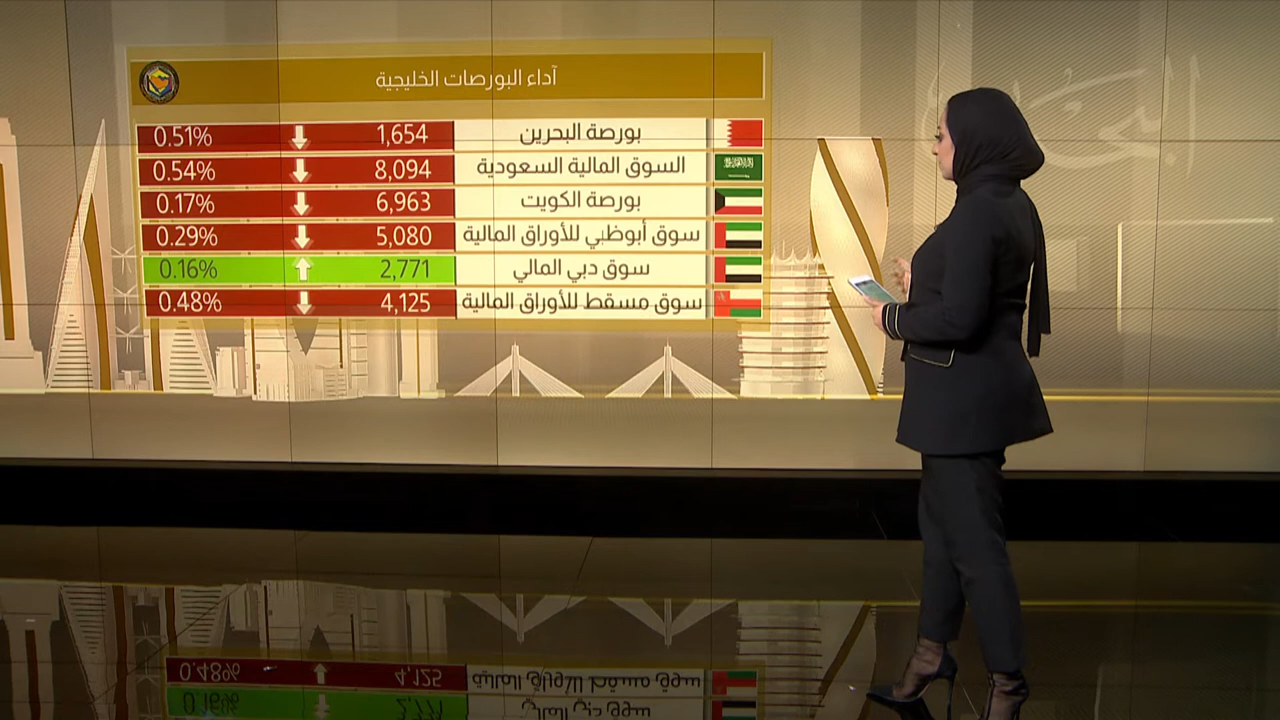 آداء البورصات الخليجية
بورصة البحرين 1,654 0.51%
السوق المالية السعودية 8,094 0.54%
بورصة الكويت 6,963 0.17%
سوق أبوظبي للأوراق المالية 5,080 0.29%
سوق دبي المالي 2,771 0.16%
سوق مسقط للأوراق المالية 4,125 0.48%